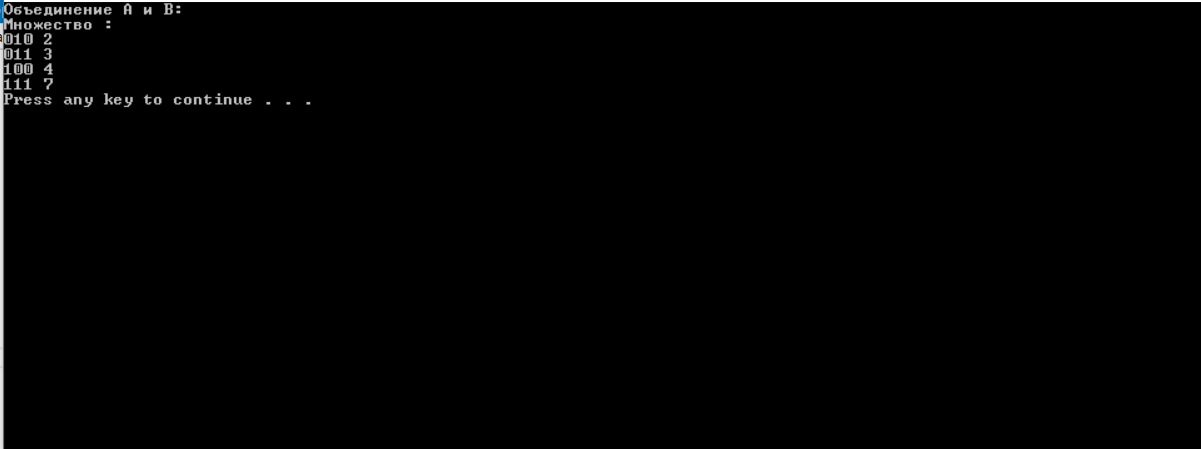 Объединение A и B:
Множество :
010 2
011 3
100 4
111 7
Press any key to continue . . .